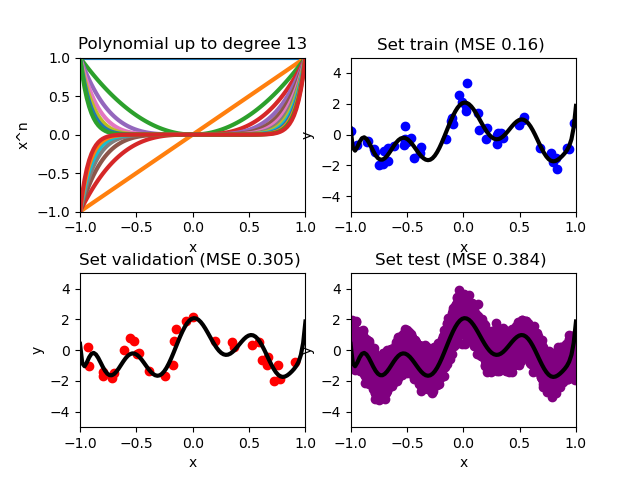 Polynomial up to degree 13
1.0
0.5
0.0
−0.5
−1.0
x^n
−1.0 −0.5 0.0 0.5 1.0
x
Set train (MSE 0.16)
4
2
0
−2
−4
y
−1.0 −0.5 0.0 0.5 1.0
x
Set validation (MSE 0.305)
4
2
0
−2
−4
y
−1.0 −0.5 0.0 0.5 1.0
x
Set test (MSE 0.384)
4
2
0
−2
−4
y
−1.0 −0.5 0.0 0.5 1.0
x